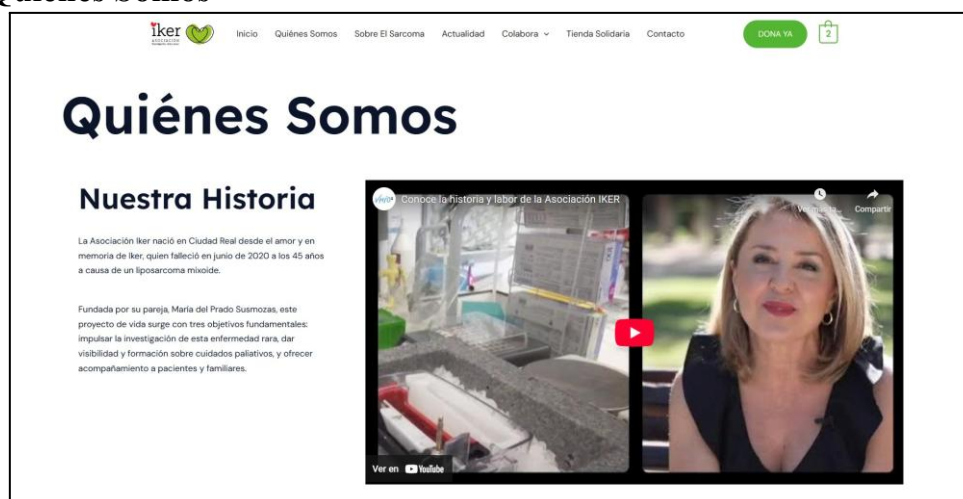 Quiénes Somos
Iker
ASOCIACIÓN
Inicio Quiénes Somos Sobre El Sarcoma Actualidad Colabora Tienda Solidaria Contacto DONA YA 2
Quiénes Somos
Nuestra Historia
La Asociación Iker nació en Ciudad Real desde el amor y en
memoria de Iker, quien falleció en junio de 2020 a los 45 años
a causa de un liposarcoma mixoide.
Fundada por su pareja, María del Prado Susmozas, este
proyecto de vida surge con tres objetivos fundamentales:
impulsar la investigación de esta enfermedad rara, dar
visibilidad y formación sobre cuidados paliativos, y ofrecer
acompañamiento a pacientes y familiares.
Conoce la historia y labor de la Asociación IKER
Ver más ta... Compartir
Ver en YouTube